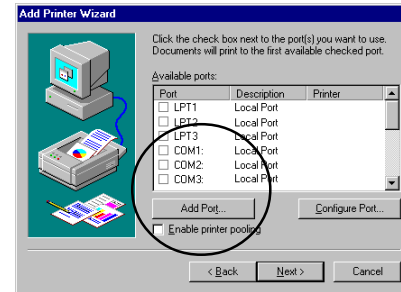 Add Printer Wizard
Click the check box next to the port(s) you want to use.
Documents will print to the first available checked port.
Available ports:
Port Description Printer
LPT1 Local Port
LPT2 Local Port
LPT3 Local Port
COM1: Local Port
COM2: Local Port
COM3: Local Port
Add Port... Configure Port...
Enable printer pooling
< Back Next > Cancel